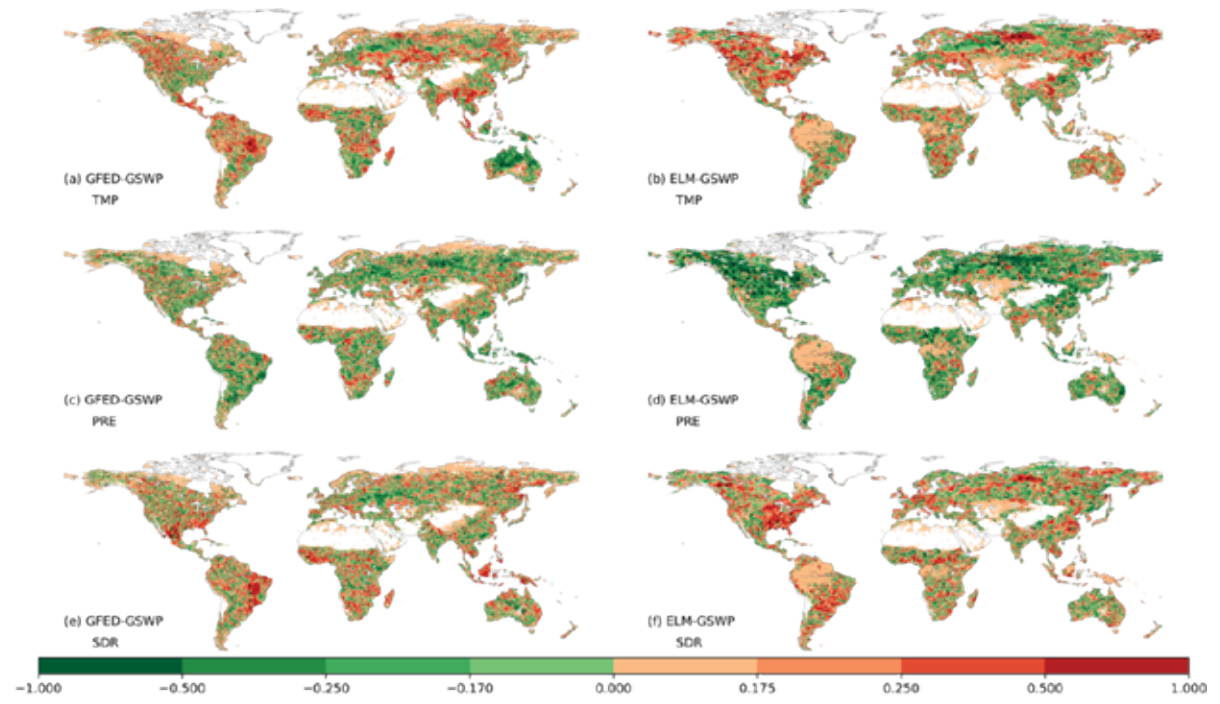 (a) GFED-GSWP
TMP
(b) ELM-GSWP
TMP
(c) GFED-GSWP
PRE
(d) ELM-GSWP
PRE
(e) GFED-GSWP
SDR
(f) ELM-GSWP
SDR
−1.000 −0.500 −0.250 −0.170 0.000 0.175 0.250 0.500 1.000